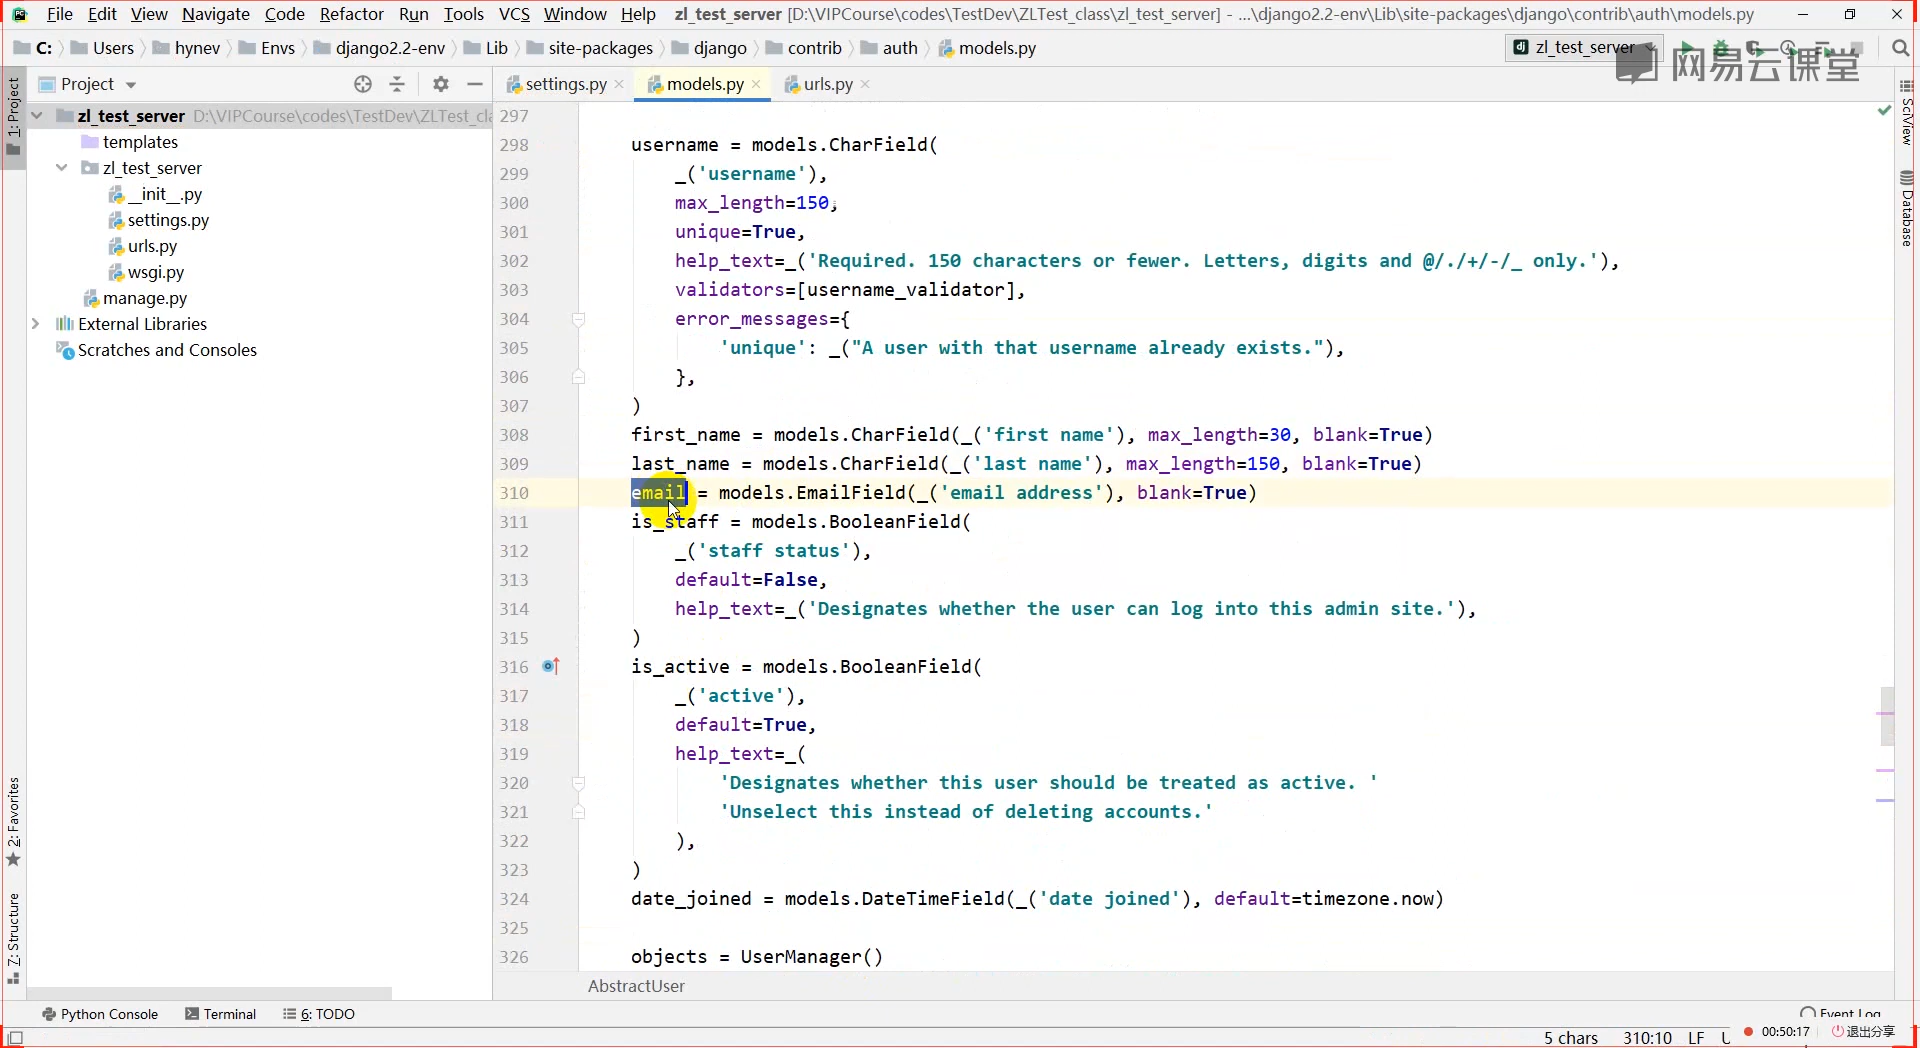 File Edit View Navigate Code Refactor Run Tools VCS Window Help zl_test_server [D:\VIPCourse\codes\TestDev\ZLTest_class\zl_test_server] - ...\django2.2-env\Lib\site-packages\django\contrib\auth\models.py
C: Users hynev Envs django2.2-env Lib site-packages django contrib auth models.py zl_test_server
网易云课堂
Project settings.py models.py urls.py
1: Project
zl_test_server D:\VIPCourse\codes\TestDev\ZLTest_cl
templates
zl_test_server
__init__.py
settings.py
urls.py
wsgi.py
manage.py
External Libraries
Scratches and Consoles
2: Favorites
7: Structure
SciView
Database
297
298 username = models.CharField(
299 _('username'),
300 max_length=150,
301 unique=True,
302 help_text=_('Required. 150 characters or fewer. Letters, digits and @/./+/-/_ only.'),
303 validators=[username_validator],
304 error_messages={
305 'unique': _("A user with that username already exists."),
306 },
307 )
308 first_name = models.CharField(_('first name'), max_length=30, blank=True)
309 last_name = models.CharField(_('last name'), max_length=150, blank=True)
310 email = models.EmailField(_('email address'), blank=True)
311 is_staff = models.BooleanField(
312 _('staff status'),
313 default=False,
314 help_text=_('Designates whether the user can log into this admin site.'),
315 )
316 is_active = models.BooleanField(
317 _('active'),
318 default=True,
319 help_text=_(
320 'Designates whether this user should be treated as active. '
321 'Unselect this instead of deleting accounts.'
322 ),
323 )
324 date_joined = models.DateTimeField(_('date joined'), default=timezone.now)
325
326 objects = UserManager()
AbstractUser
Python Console Terminal 6: TODO Event Log
5 chars 310:10 LF 00:50:17 退出分享